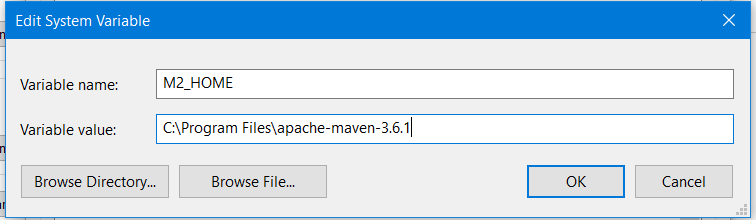 Edit System Variable
Variable name: M2_HOME
Variable value: C:\Program Files\apache-maven-3.6.1
Browse Directory... Browse File... OK Cancel